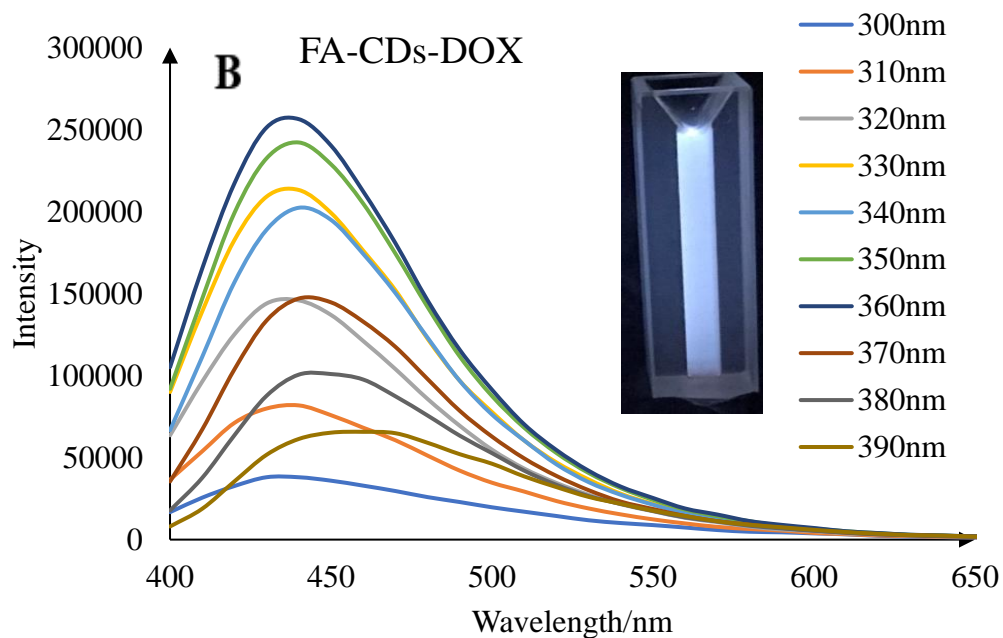 FA-CDs-DOX
B
300000
250000
200000
150000
100000
50000
0
Intensity
400
450
500
550
600
650
Wavelength/nm
300nm
310nm
320nm
330nm
340nm
350nm
360nm
370nm
380nm
390nm